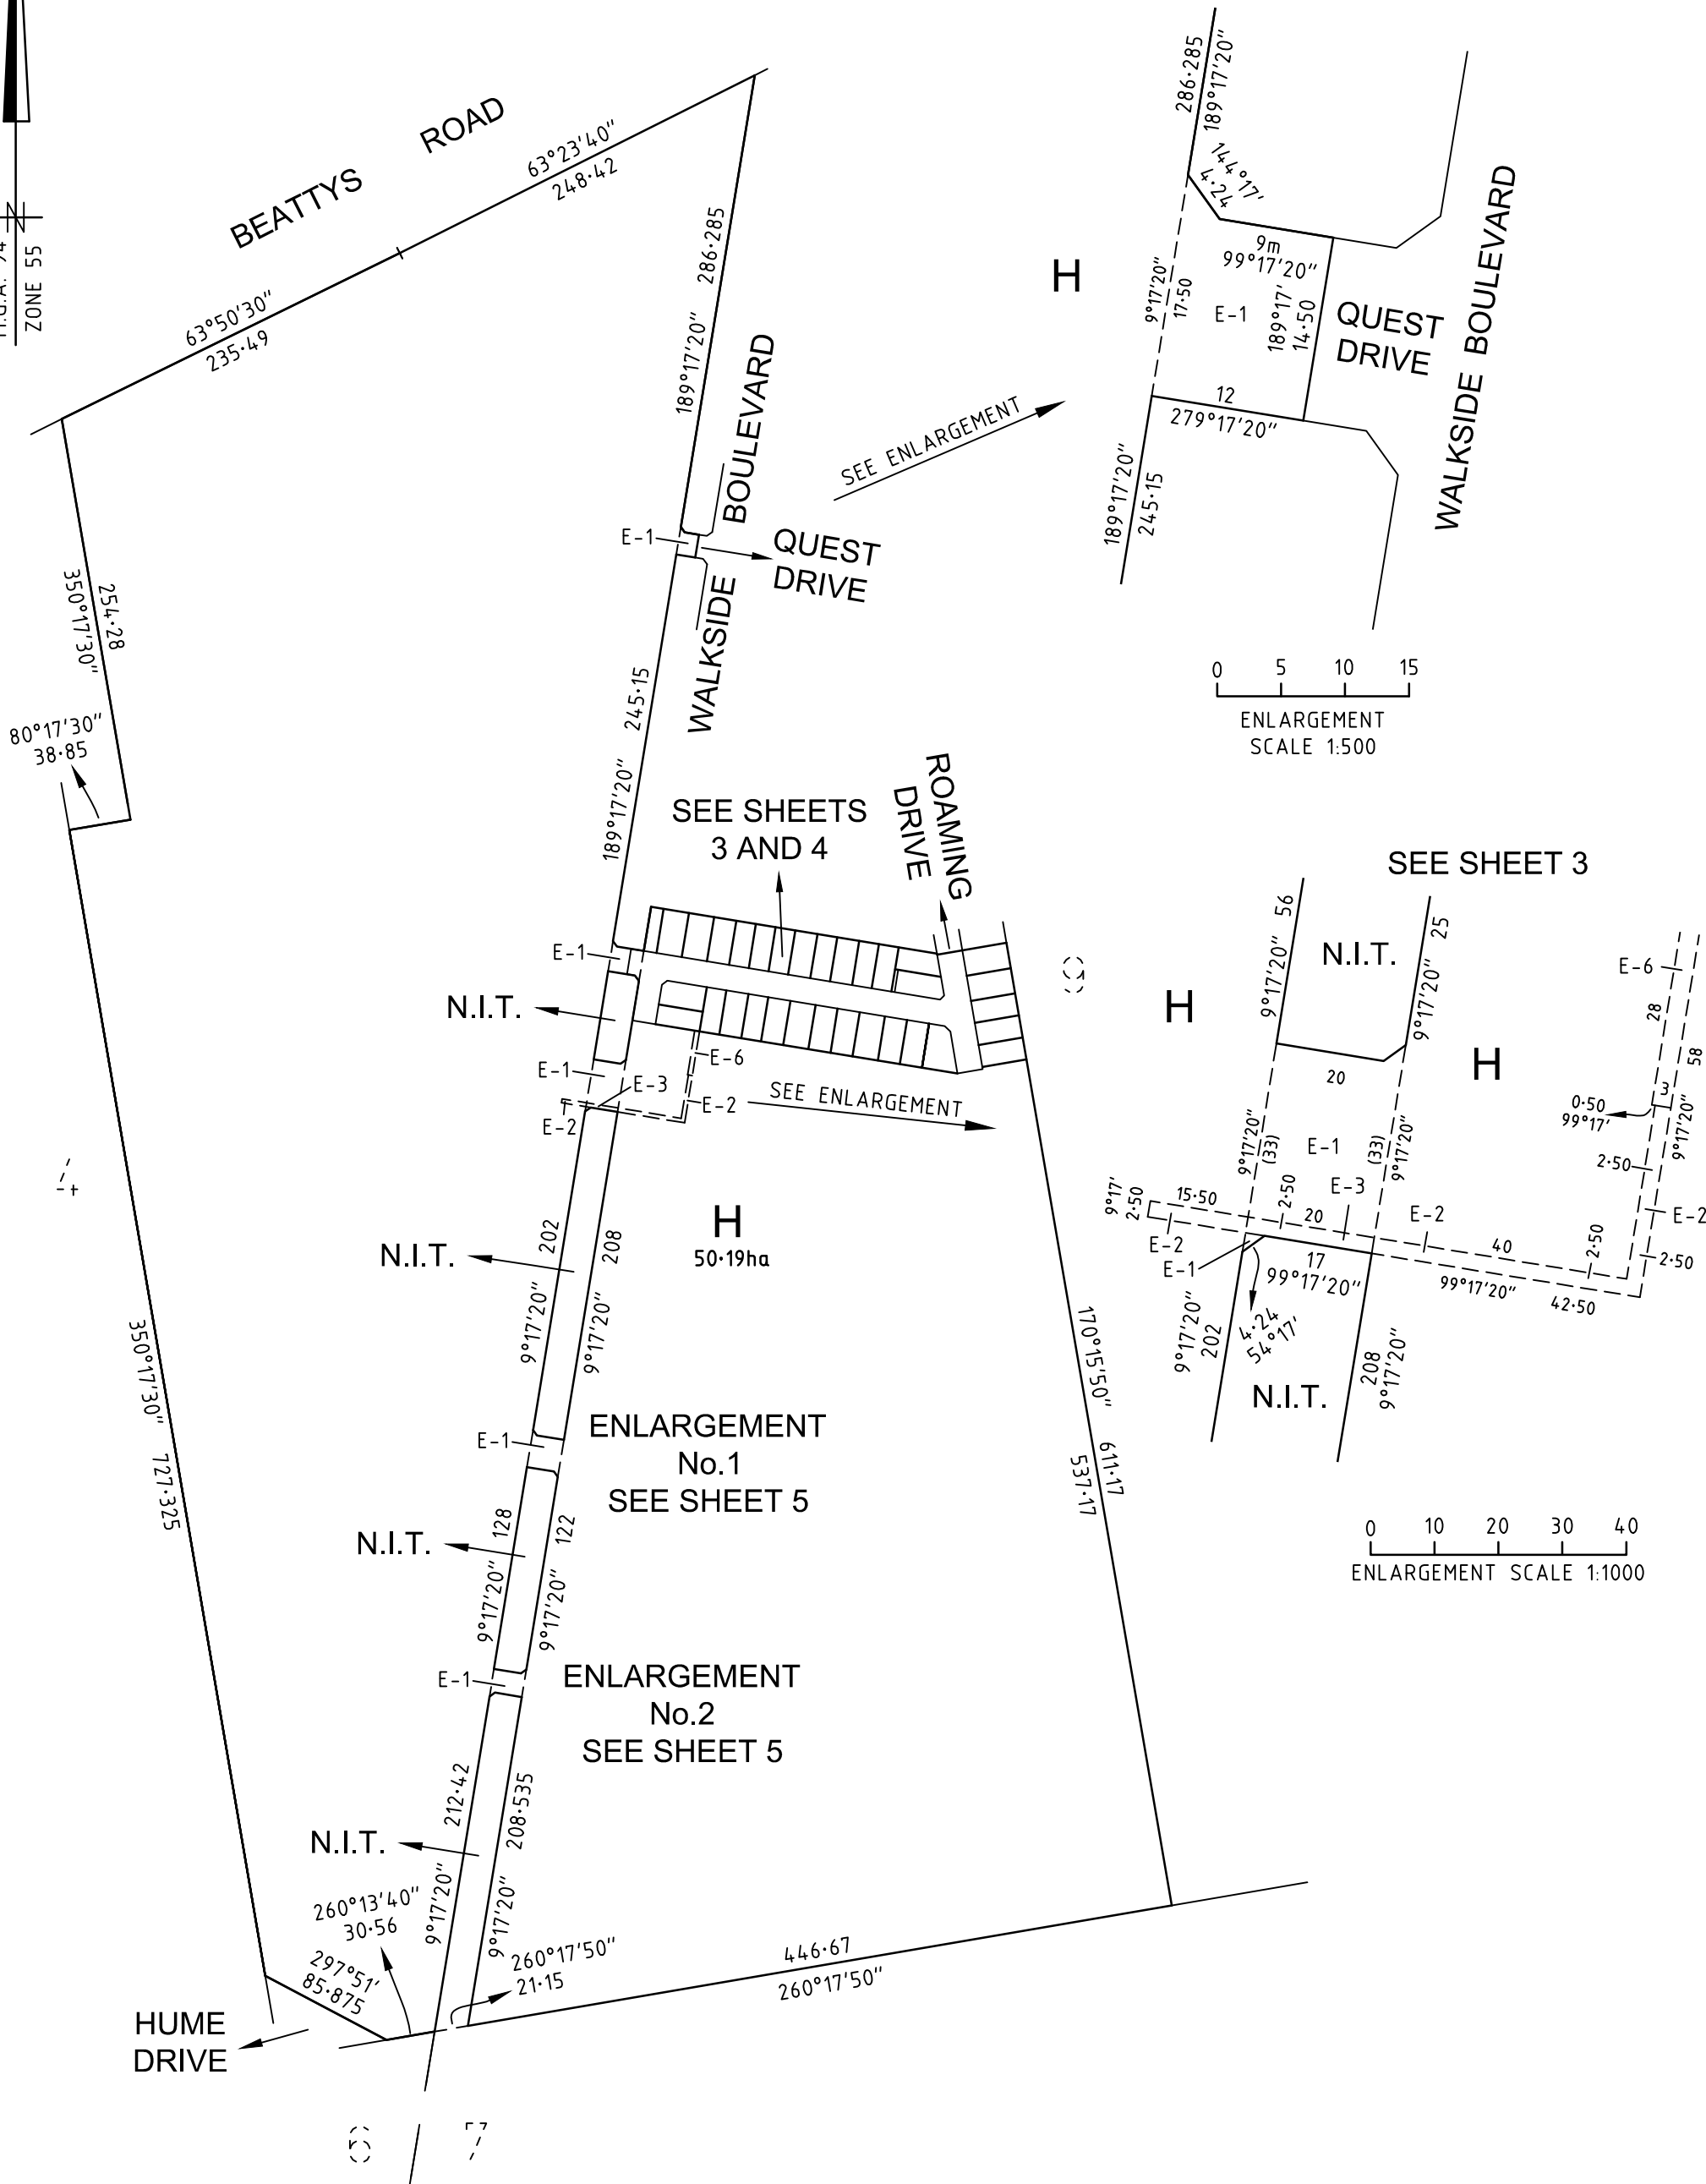 ZONE 55
BEATTYS ROAD
63°50'30"
235·49
63°23'40"
248·42
286·285
189°17'20"
WALKSIDE BOULEVARD
E-1
QUEST
DRIVE
245·15
189°17'20"
254·28
350°17'30"
80°17'30"
38·85
SEE ENLARGEMENT
286·285
189°17'20"
144°17'
4·24
9m
99°17'20"
H
9°17'20"
17·50
E-1
189°17'
14·50
QUEST
DRIVE
WALKSIDE BOULEVARD
12
279°17'20"
189°17'20"
245·15
0 5 10 15
ENLARGEMENT
SCALE 1:500
SEE SHEETS
3 AND 4
ROAMING
DRIVE
E-1
N.I.T.
E-1
E-6
E-3
E-2
E-2
SEE ENLARGEMENT
9
4
H
50·19ha
N.I.T.
202
9°17'20"
208
9°17'20"
350°17'30" 727·325
170°15'50" 611·17
537·17
E-1
ENLARGEMENT
No.1
SEE SHEET 5
N.I.T.
128
9°17'20"
122
9°17'20"
E-1
ENLARGEMENT
No.2
SEE SHEET 5
N.I.T.
212·42
9°17'20"
208·535
9°17'20"
260°13'40"
30·56
297°51'
85·875
260°17'50"
21·15
446·67
260°17'50"
HUME
DRIVE
6
7
SEE SHEET 3
56
9°17'20"
N.I.T.
25
9°17'20"
H
H
20
E-6
28
58
9°17'20"
3
0·50
99°17'
2·50
E-2
2·50
9°17'20"
(33)
E-1
(33)
9°17'20"
E-3
9°17'
2·50
15·50
2·50
20
E-2
40
2·50
E-2
E-1
17
99°17'20"
99°17'20"
42·50
4·24
54°17'
9°17'20"
202
N.I.T.
208
9°17'20"
0 10 20 30 40
ENLARGEMENT SCALE 1:1000